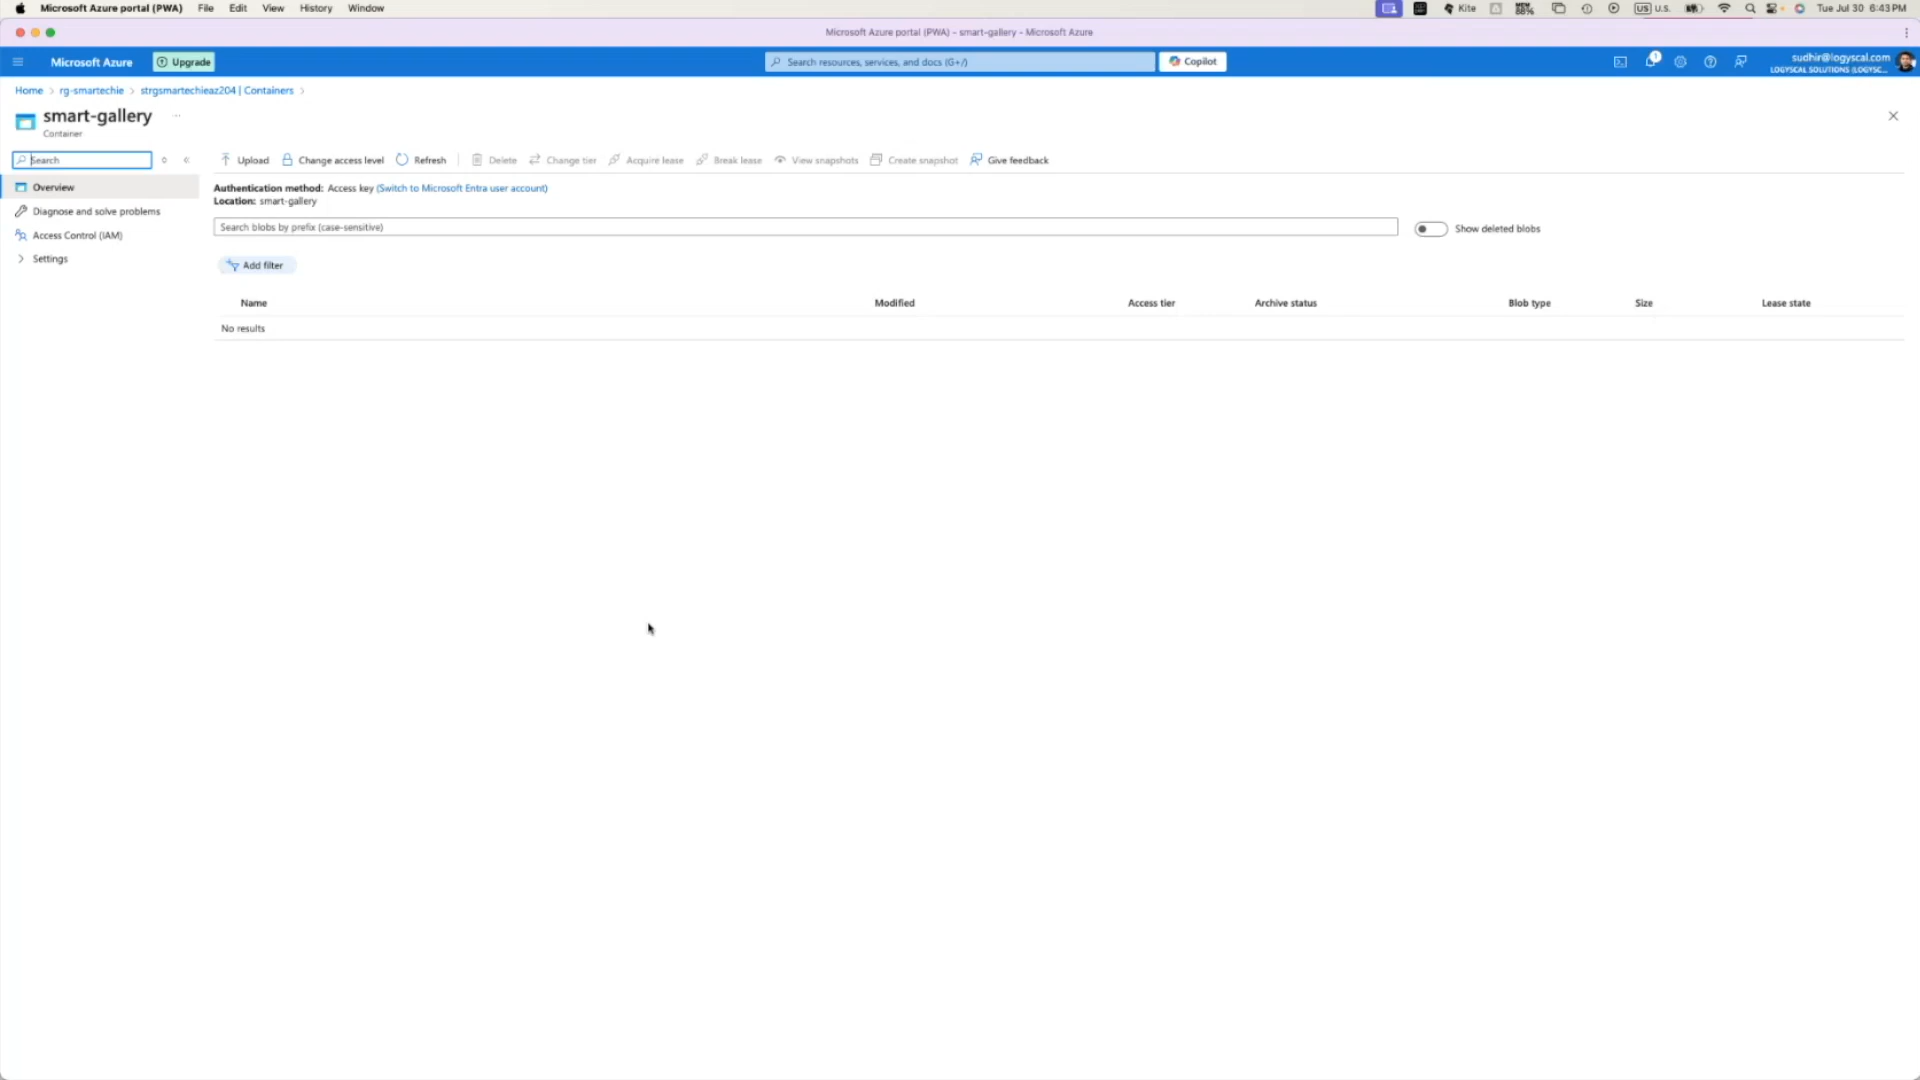 Microsoft Azure portal (PWA) File Edit View History Window Kite U.S. Tue Jul 30 6:43 PM
Microsoft Azure portal (PWA) – smart-gallery - Microsoft Azure
Microsoft Azure Upgrade Search resources, services, and docs (G+/) Copilot 1 sudhir@logyscal.com
LOGYSCAL SOLUTIONS (LOGYSC...
Home > rg-smartechie > strgsmartechieaz204 | Containers >
smart-gallery ...
Container
Search Upload Change access level Refresh Delete Change tier Acquire lease Break lease View snapshots Create snapshot Give feedback
Overview
Diagnose and solve problems
Access Control (IAM)
Settings
Authentication method: Access key (Switch to Microsoft Entra user account)
Location: smart-gallery
Search blobs by prefix (case-sensitive) Show deleted blobs
Add filter
Name Modified Access tier Archive status Blob type Size Lease state
No results